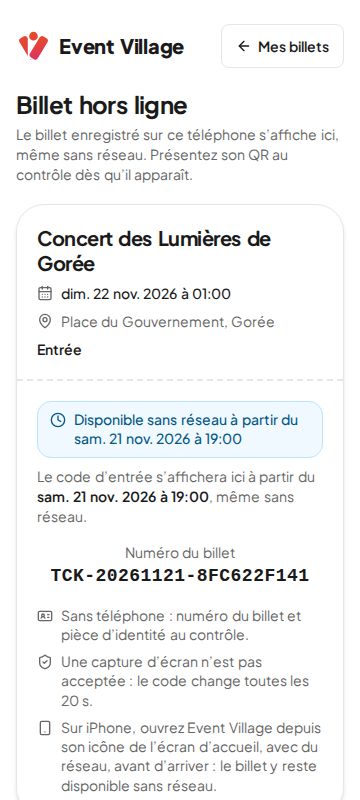 Event Village
Mes billets
Billet hors ligne
Le billet enregistré sur ce téléphone s’affiche ici,
même sans réseau. Présentez son QR au
contrôle dès qu’il apparaît.
Concert des Lumières de
Gorée
dim. 22 nov. 2026 à 01:00
Place du Gouvernement, Gorée
Entrée
Disponible sans réseau à partir du
sam. 21 nov. 2026 à 19:00
Le code d’entrée s’affichera ici à partir du
sam. 21 nov. 2026 à 19:00, même sans
réseau.
Numéro du billet
TCK-20261121-8FC622F141
Sans téléphone : numéro du billet et
pièce d’identité au contrôle.
Une capture d’écran n’est pas
acceptée : le code change toutes les
20 s.
Sur iPhone, ouvrez Event Village depuis
son icône de l’écran d’accueil, avec du
réseau, avant d’arriver : le billet y reste
disponible sans réseau.